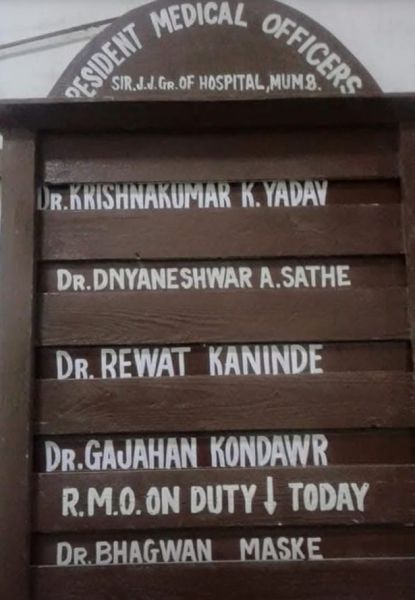 RESIDENT MEDICAL OFFICERS
SIR.J.J.GR.OF HOSPITAL,MUM.8.
DR.KRISHNAKUMAR K.YADAV
DR.DNYANESHWAR A.SATHE
DR.REWAT KANINDE
DR.GAJAHAN KONDAWR
R.M.O.ON DUTY↓TODAY
DR.BHAGWAN MASKE